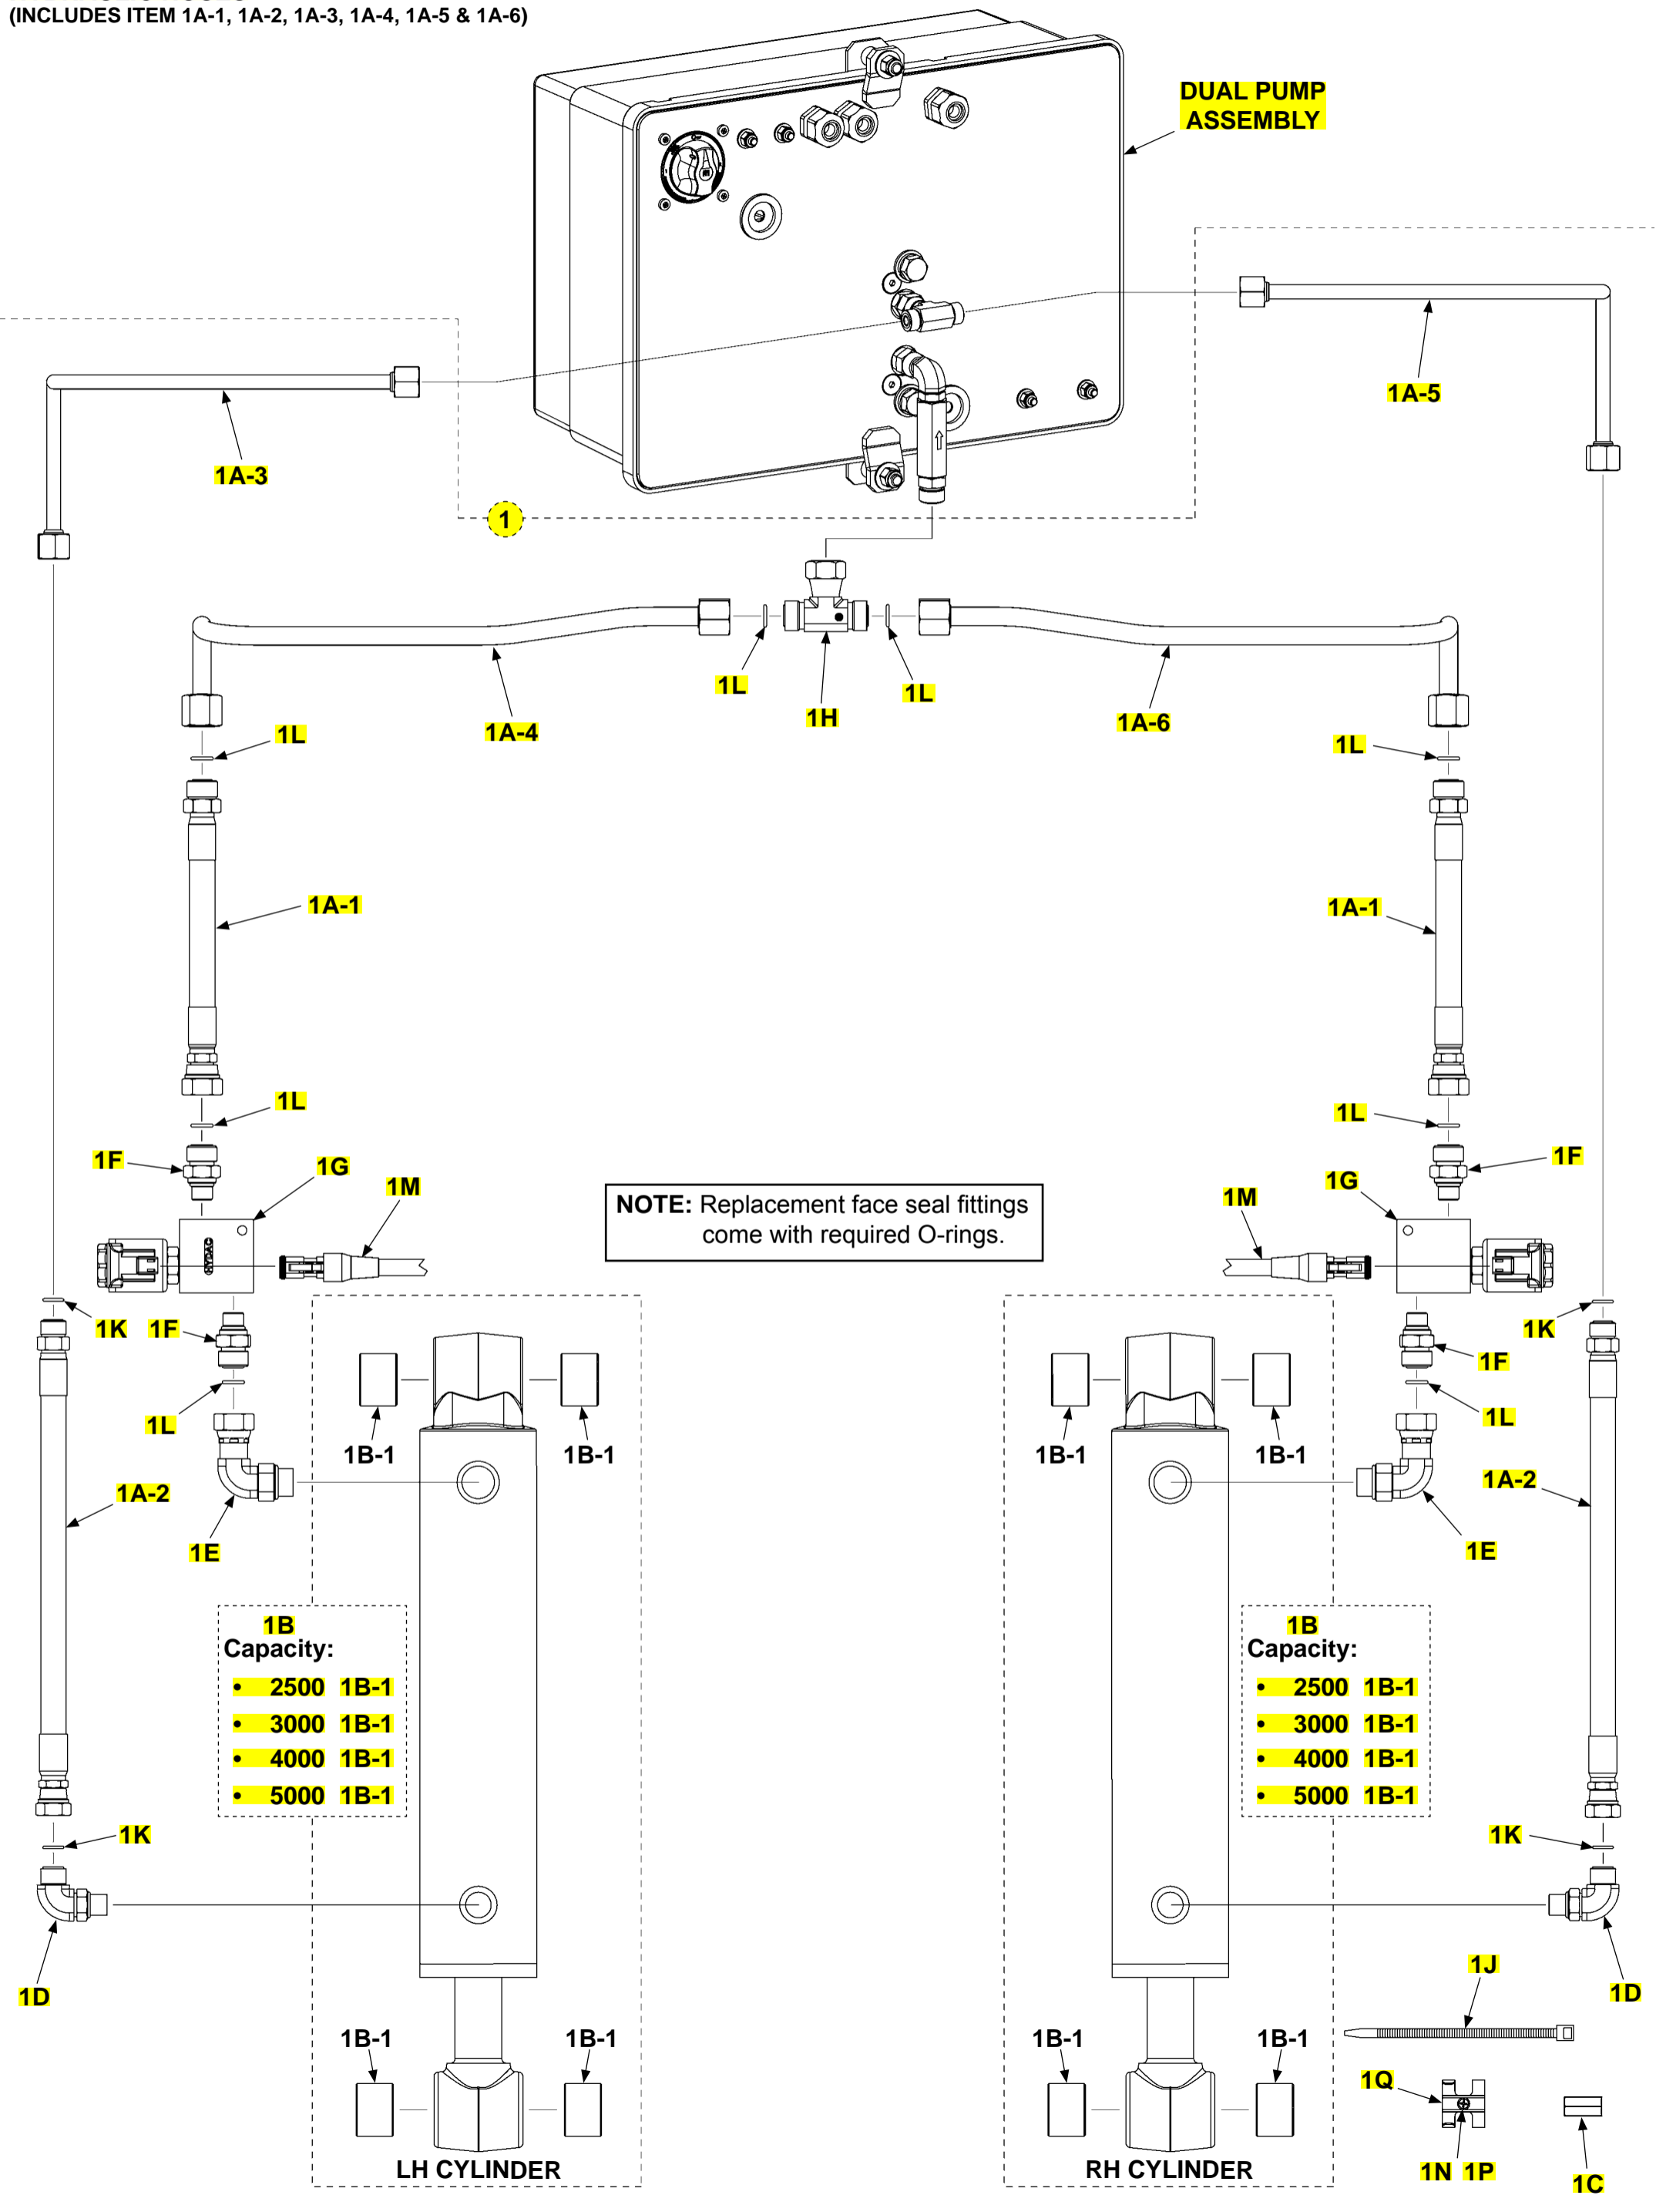 (INCLUDES ITEM 1A-1, 1A-2, 1A-3, 1A-4, 1A-5 & 1A-6)
DUAL PUMP
ASSEMBLY
1A-5
1A-3
1
1L
1H
1L
1A-4
1A-6
1L
1L
1A-1
1A-1
1L
1L
1F
1G
1M
NOTE: Replacement face seal fittings
come with required O-rings.
1M
1G
1F
HYDAC
1K
1F
1K
1F
1L
1L
1B-1
1B-1
1B-1
1B-1
1A-2
1A-2
1E
1E
1B
Capacity:
• 2500 1B-1
• 3000 1B-1
• 4000 1B-1
• 5000 1B-1
1B
Capacity:
• 2500 1B-1
• 3000 1B-1
• 4000 1B-1
• 5000 1B-1
1K
1K
1D
1D
1J
1B-1
1B-1
1B-1
1B-1
1Q
1N 1P
1C
LH CYLINDER
RH CYLINDER